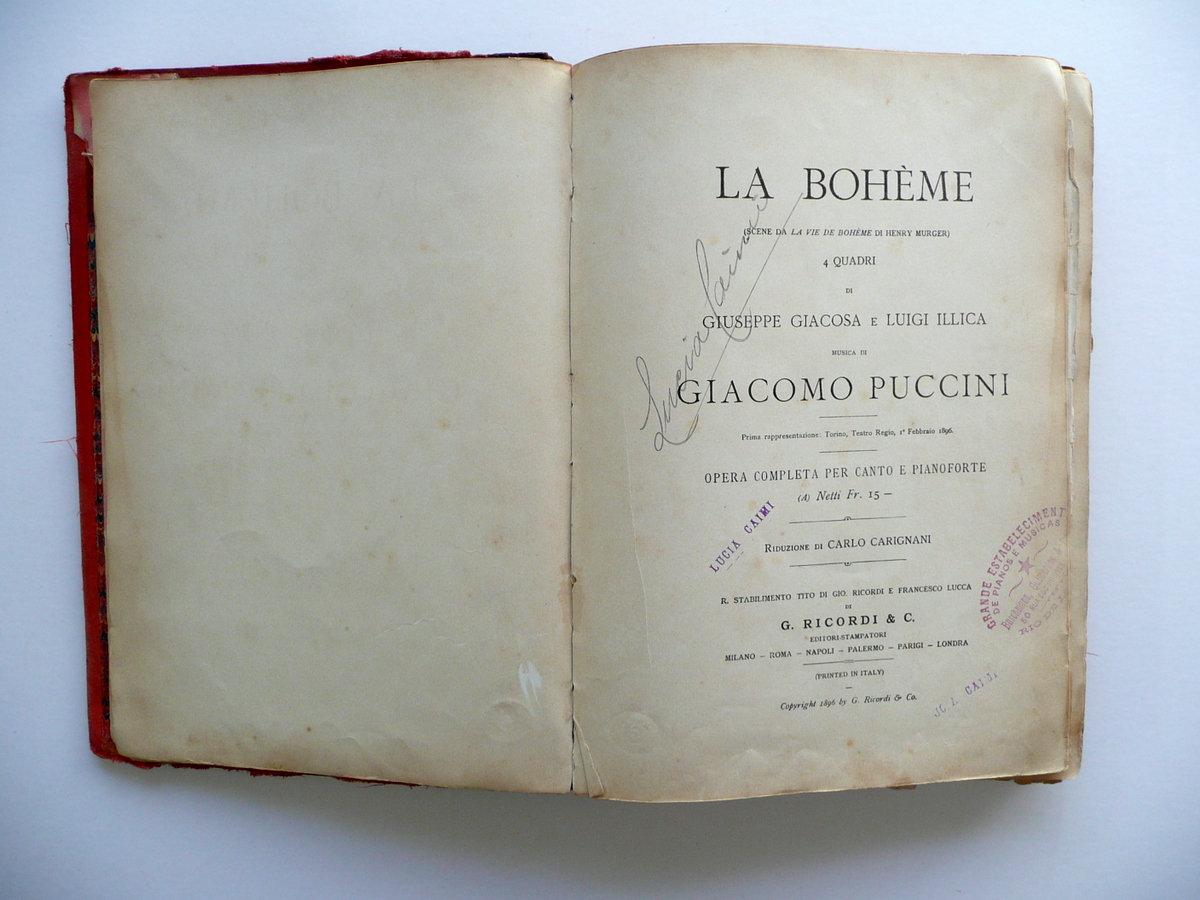 LA BOHÈME
(SCENE DA LA VIE DE BOHÈME DI HENRY MURGER)
4 QUADRI
DI
GIUSEPPE GIACOSA E LUIGI ILLICA
MUSICA DI
GIACOMO PUCCINI
Lucia Caimi
Prima rappresentazione: Torino, Teatro Regio, 1º Febbraio 1896.
OPERA COMPLETA PER CANTO E PIANOFORTE
(A) Netti Fr. 15 —
LUCIA CAIMI
RIDUZIONE DI CARLO CARIGNANI
GRANDE ESTABELECIMENT
DE PIANOS E MUSICAS
R. STABILIMENTO TITO DI GIO. RICORDI E FRANCESCO LUCCA
DI
G. RICORDI & C.
EDITORI-STAMPATORI
MILANO — ROMA — NAPOLI — PALERMO — PARIGI — LONDRA
(PRINTED IN ITALY)
Copyright 1896 by G. Ricordi & Co.
CAIMI